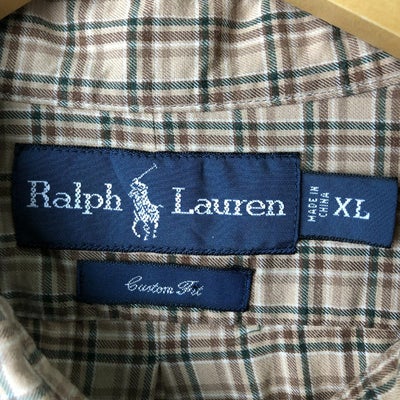 Ralph Lauren
MADE IN
CHINA
XL
Custom Fit